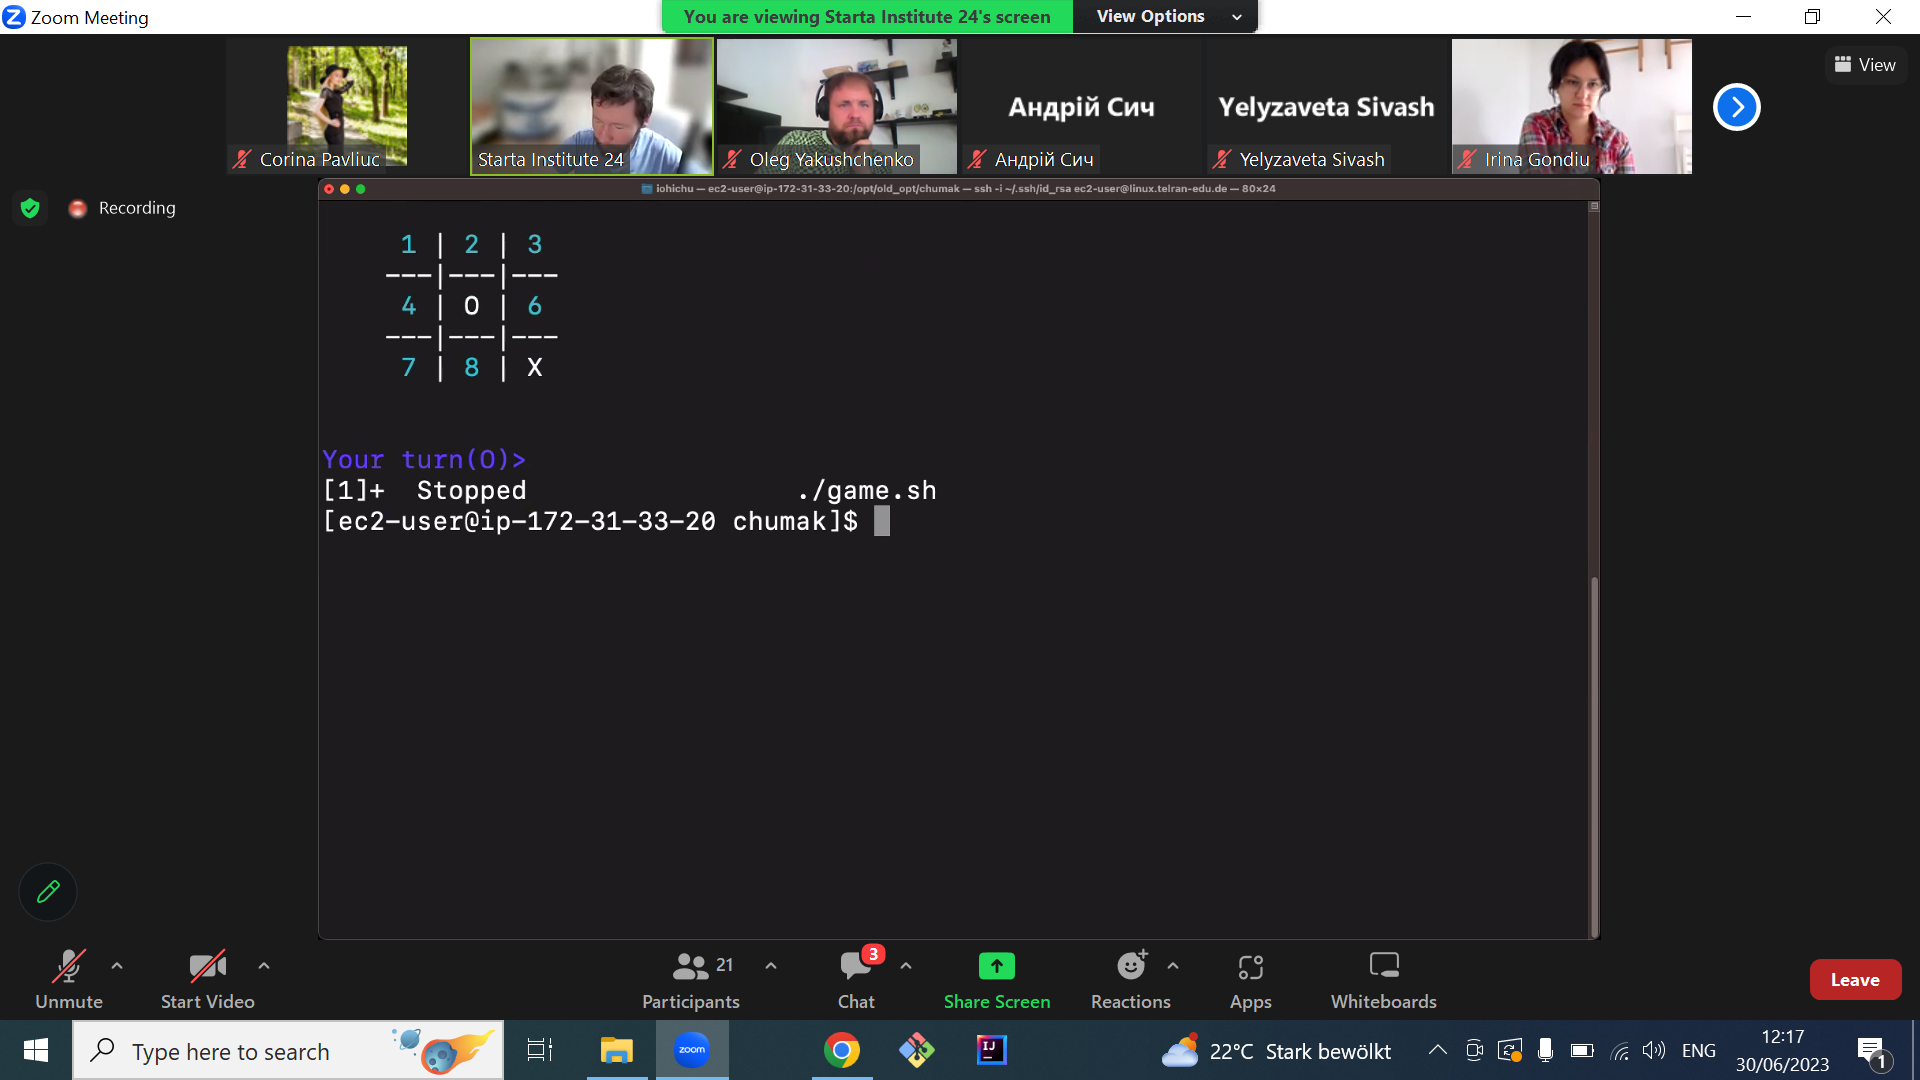 Zoom Meeting
You are viewing Starta Institute 24's screen
View Options
View
Corina Pavliuc
Starta Institute 24
Oleg Yakushchenko
Андрій Сич
Андрій Сич
Yelyzaveta Sivash
Yelyzaveta Sivash
Irina Gondiu
Recording
iohichu — ec2-user@ip-172-31-33-20:/opt/old_opt/chumak — ssh -i ~/.ssh/id_rsa ec2-user@linux.telran-edu.de — 80×24
1 | 2 | 3
---|---|---
4 | O | 6
---|---|---
7 | 8 | X
Your turn(O)>
[1]+  Stopped                 ./game.sh
[ec2-user@ip-172-31-33-20 chumak]$
Unmute
Start Video
21
Participants
3
Chat
Share Screen
Reactions
Apps
Whiteboards
Leave
Type here to search
zoom
IJ
22°C Stark bewölkt
ENG
12:17
30/06/2023
1